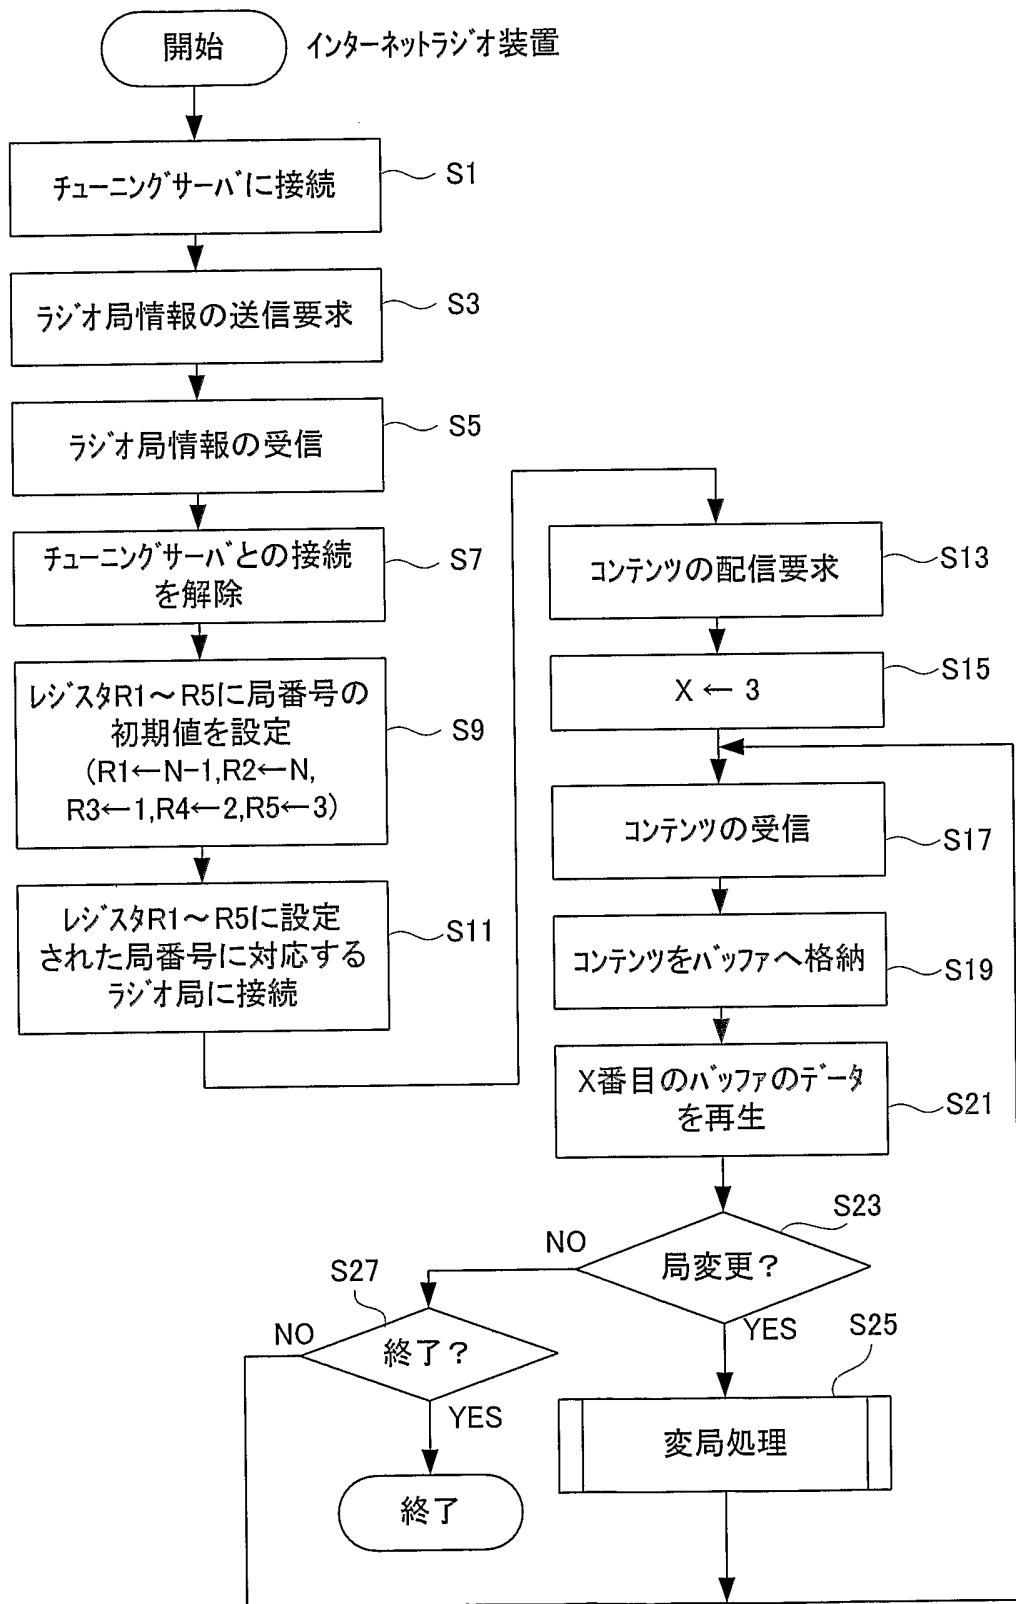 開始
インターネットラジオ装置
チューニングサーバに接続
S1
ラジオ局情報の送信要求
S3
ラジオ局情報の受信
S5
チューニングサーバとの接続
を解除
S7
レジスタR1～R5に局番号の
初期値を設定
(R1←N-1,R2←N,
R3←1,R4←2,R5←3)
S9
レジスタR1～R5に設定
された局番号に対応する
ラジオ局に接続
S11
コンテンツの配信要求
S13
X ← 3
S15
コンテンツの受信
S17
コンテンツをバッファへ格納
S19
X番目のバッファのデータ
を再生
S21
局変更？
S23
NO
YES
終了？
S27
NO
YES
変局処理
S25
終了